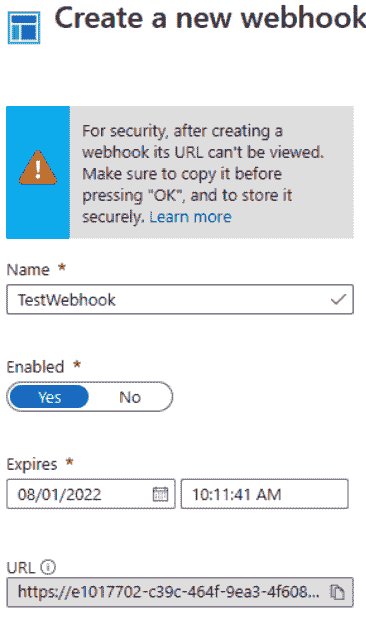 Create a new webhook
For security, after creating a
webhook its URL can't be viewed.
Make sure to copy it before
pressing "OK", and to store it
securely. Learn more
Name *
TestWebhook
Enabled *
Yes No
Expires *
08/01/2022 10:11:41 AM
URL
https://e1017702-c39c-464f-9ea3-4f608...